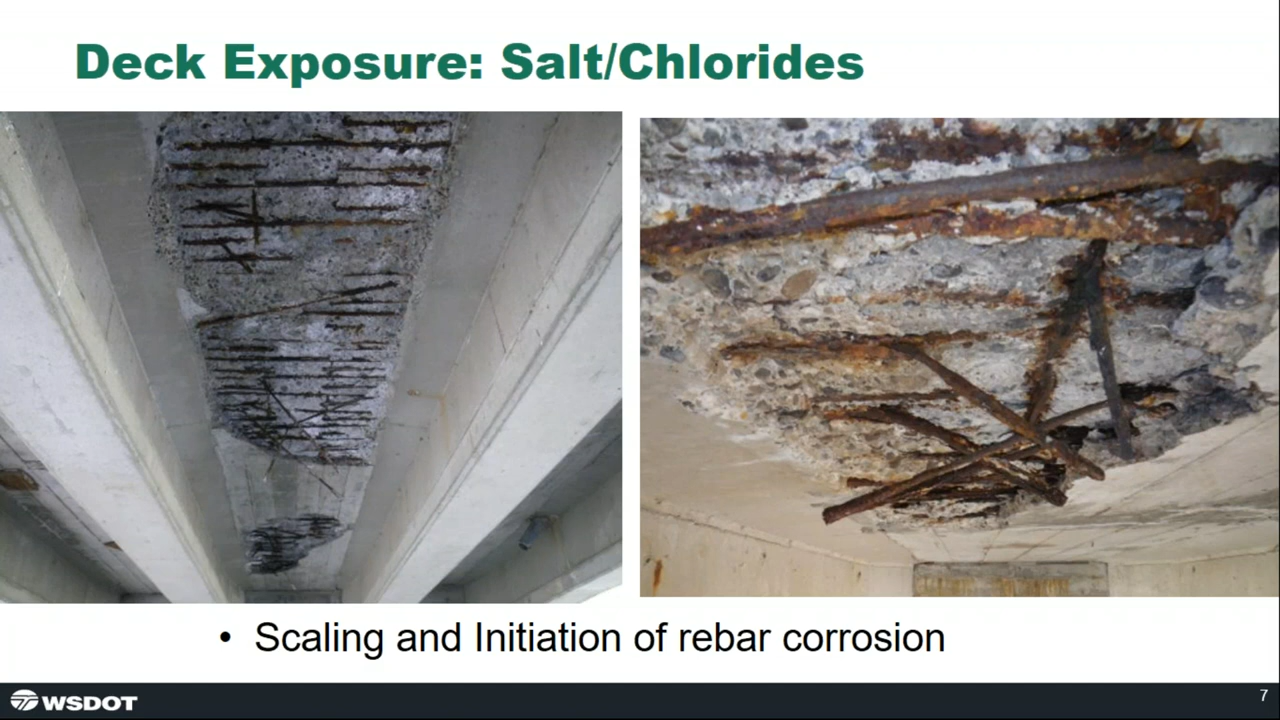 Deck Exposure: Salt/Chlorides
• Scaling and Initiation of rebar corrosion
WSDOT
7